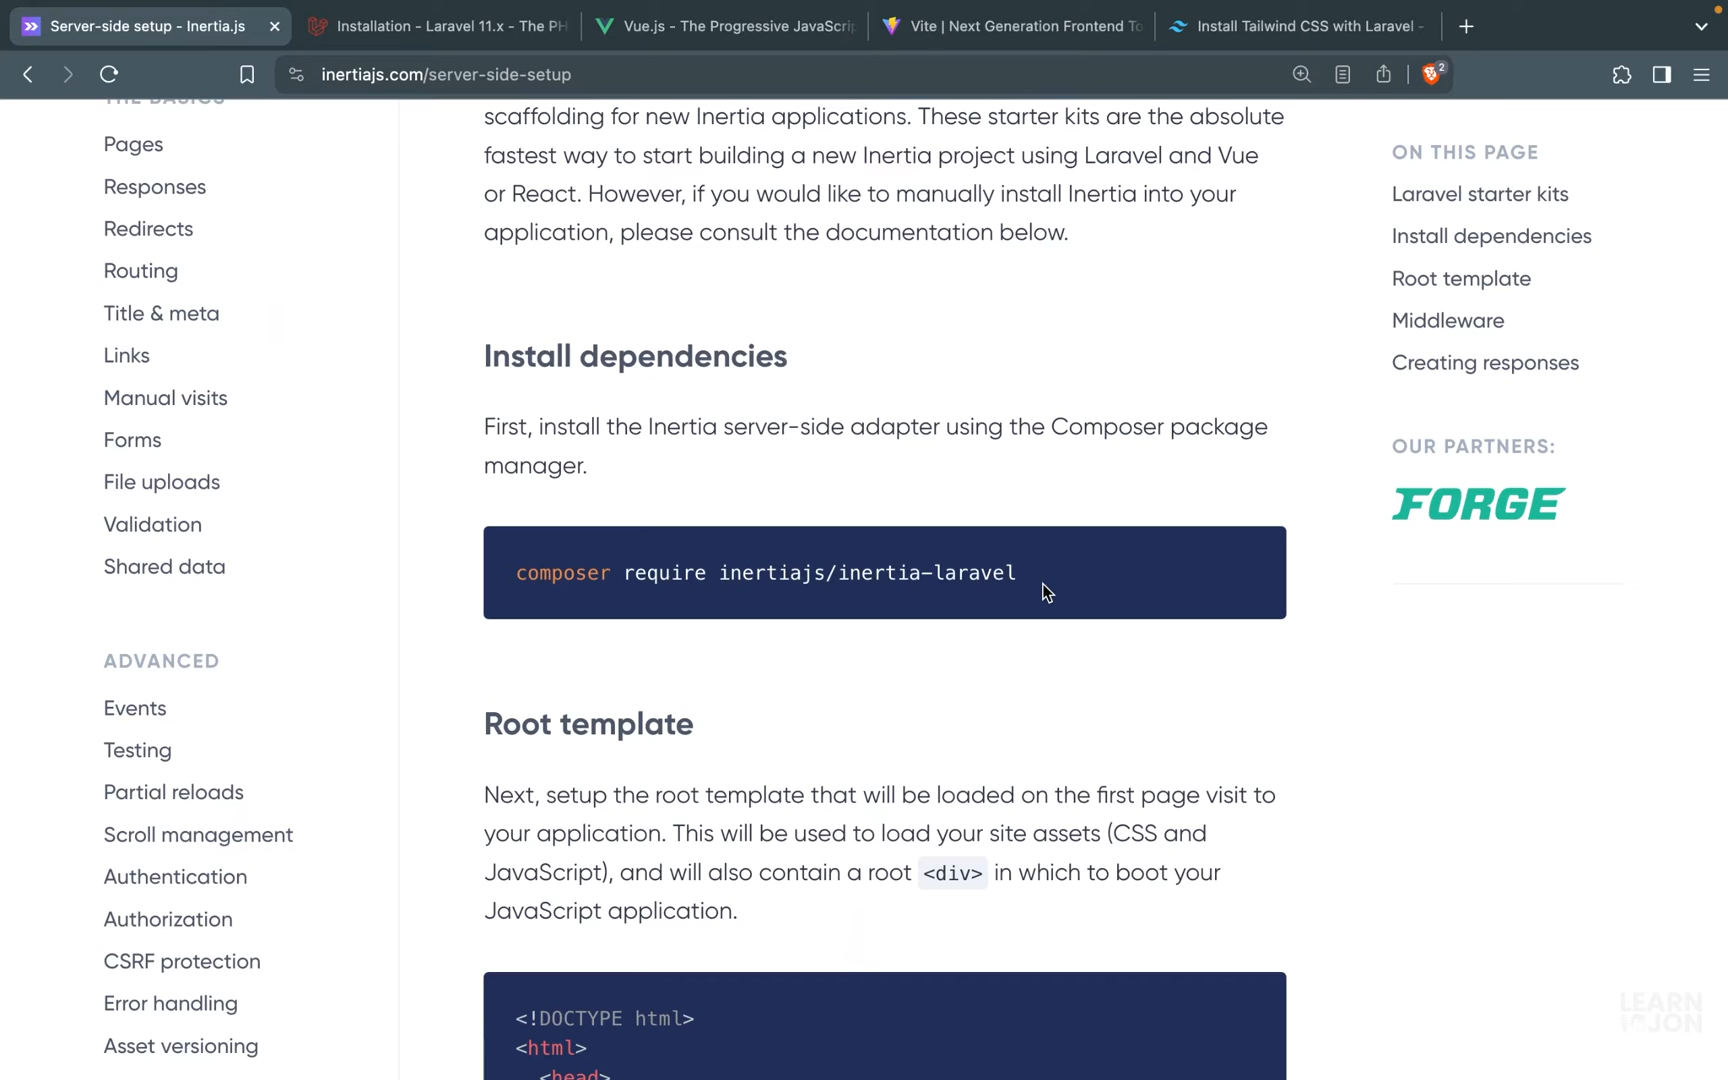 Server-side setup - Inertia.js
Installation - Laravel 11.x - The PH
Vue.js - The Progressive JavaScri
Vite | Next Generation Frontend To
Install Tailwind CSS with Laravel -
inertiajs.com/server-side-setup
2
THE BASICS
Pages
Responses
Redirects
Routing
Title & meta
Links
Manual visits
Forms
File uploads
Validation
Shared data
ADVANCED
Events
Testing
Partial reloads
Scroll management
Authentication
Authorization
CSRF protection
Error handling
Asset versioning
scaffolding for new Inertia applications. These starter kits are the absolute
fastest way to start building a new Inertia project using Laravel and Vue
or React. However, if you would like to manually install Inertia into your
application, please consult the documentation below.
Install dependencies
First, install the Inertia server-side adapter using the Composer package
manager.
composer require inertiajs/inertia-laravel
Root template
Next, setup the root template that will be loaded on the first page visit to
your application. This will be used to load your site assets (CSS and
JavaScript), and will also contain a root <div> in which to boot your
JavaScript application.
<!DOCTYPE html>
<html>
<head>
ON THIS PAGE
Laravel starter kits
Install dependencies
Root template
Middleware
Creating responses
OUR PARTNERS:
FORGE
LEARN
JON